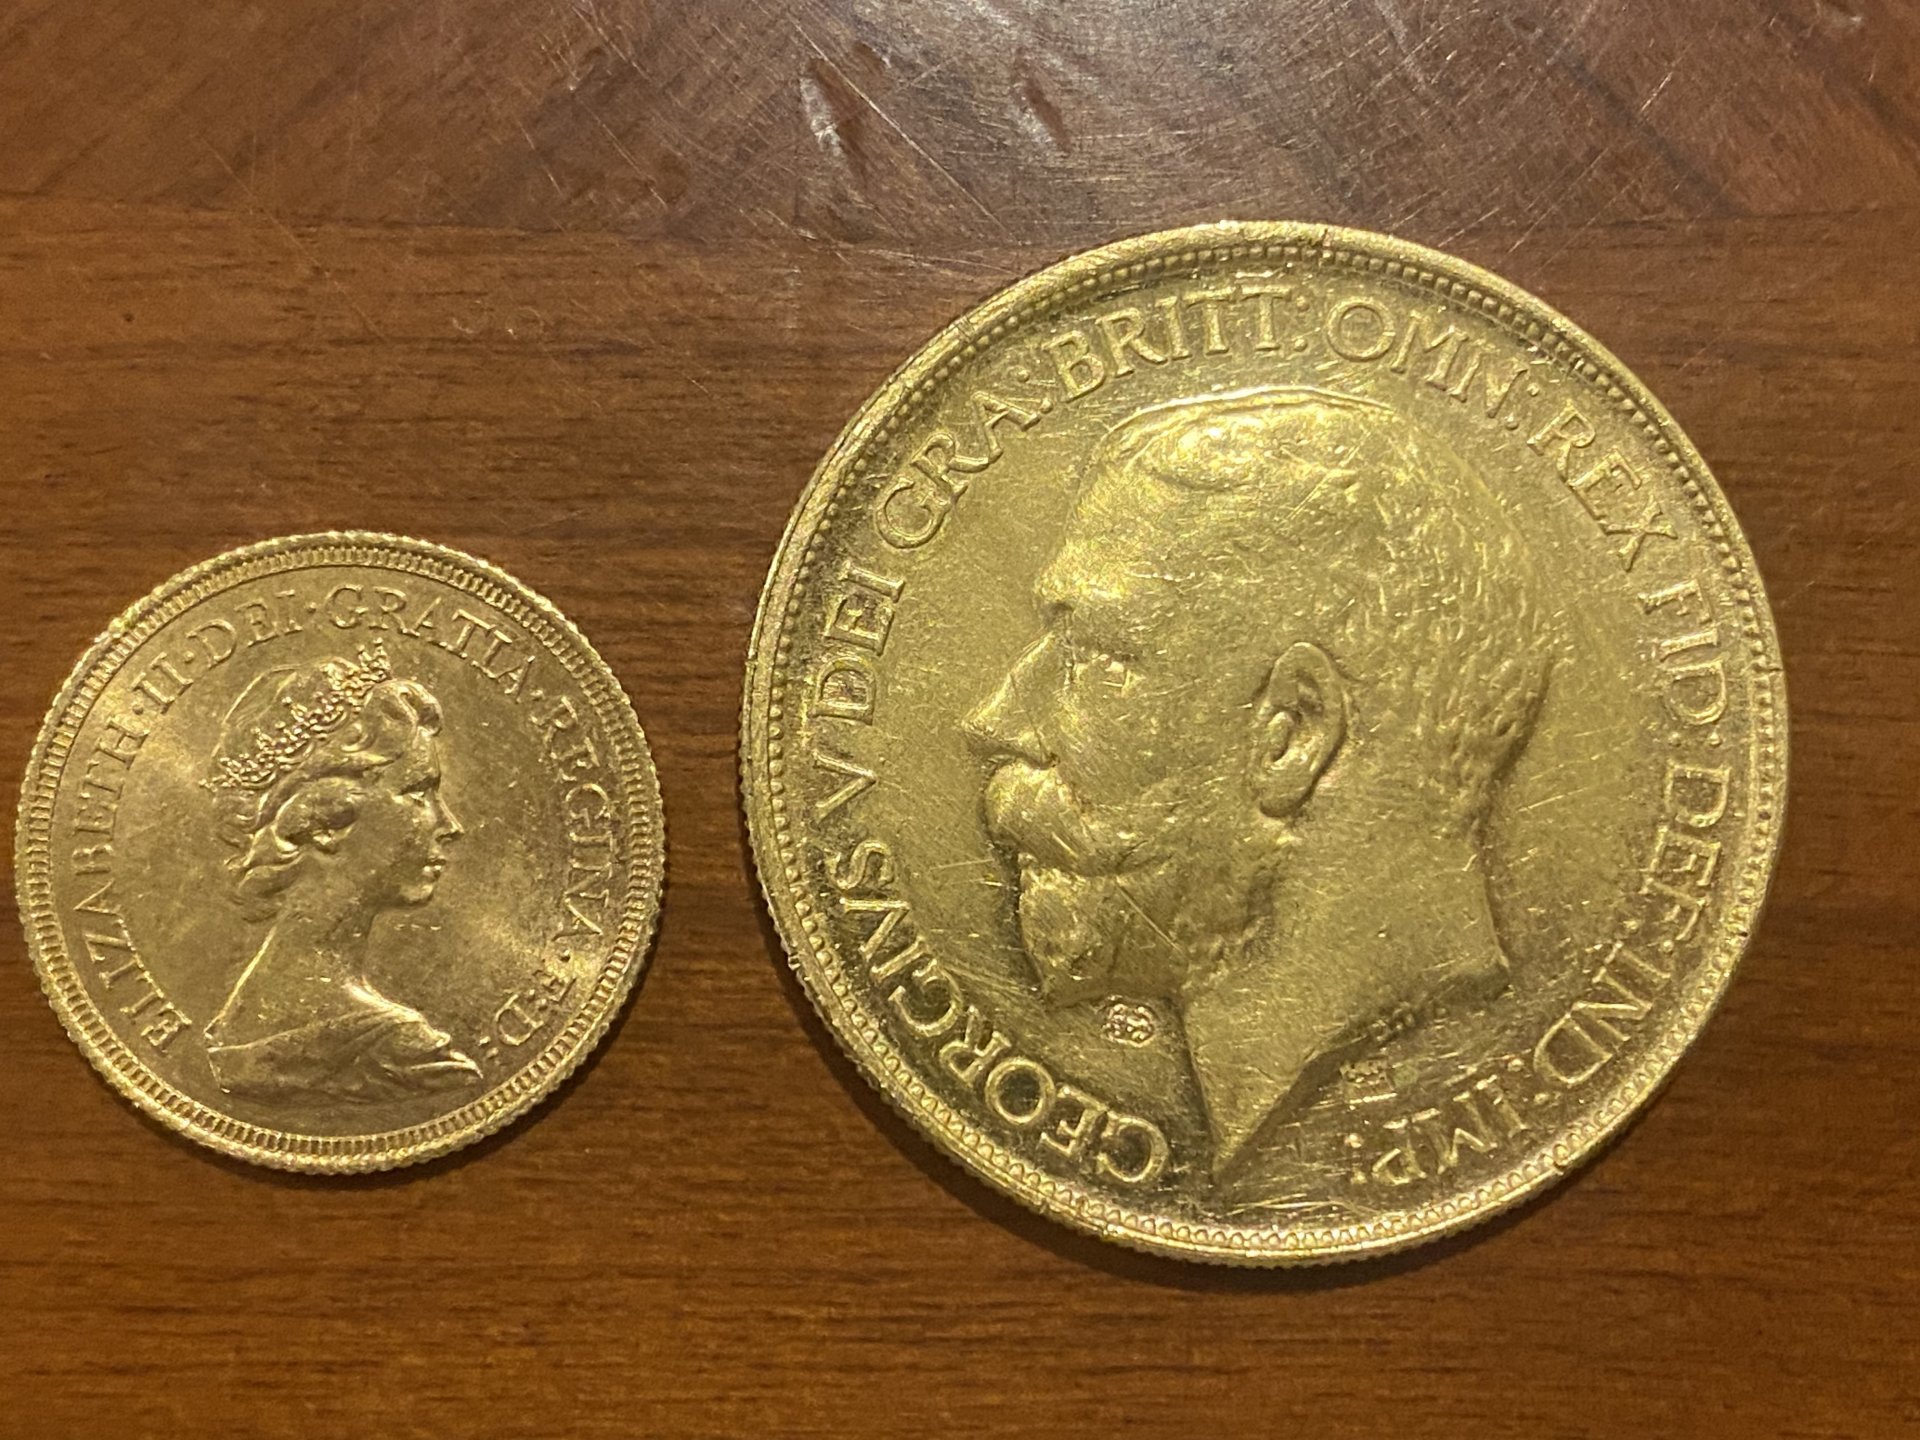 ELIZABETH·II·DEI·GRATIA·REGINA·F:D:
GEORGIVS V DEI GRA: BRITT: OMN: REX FID: DEF: IND: IMP: